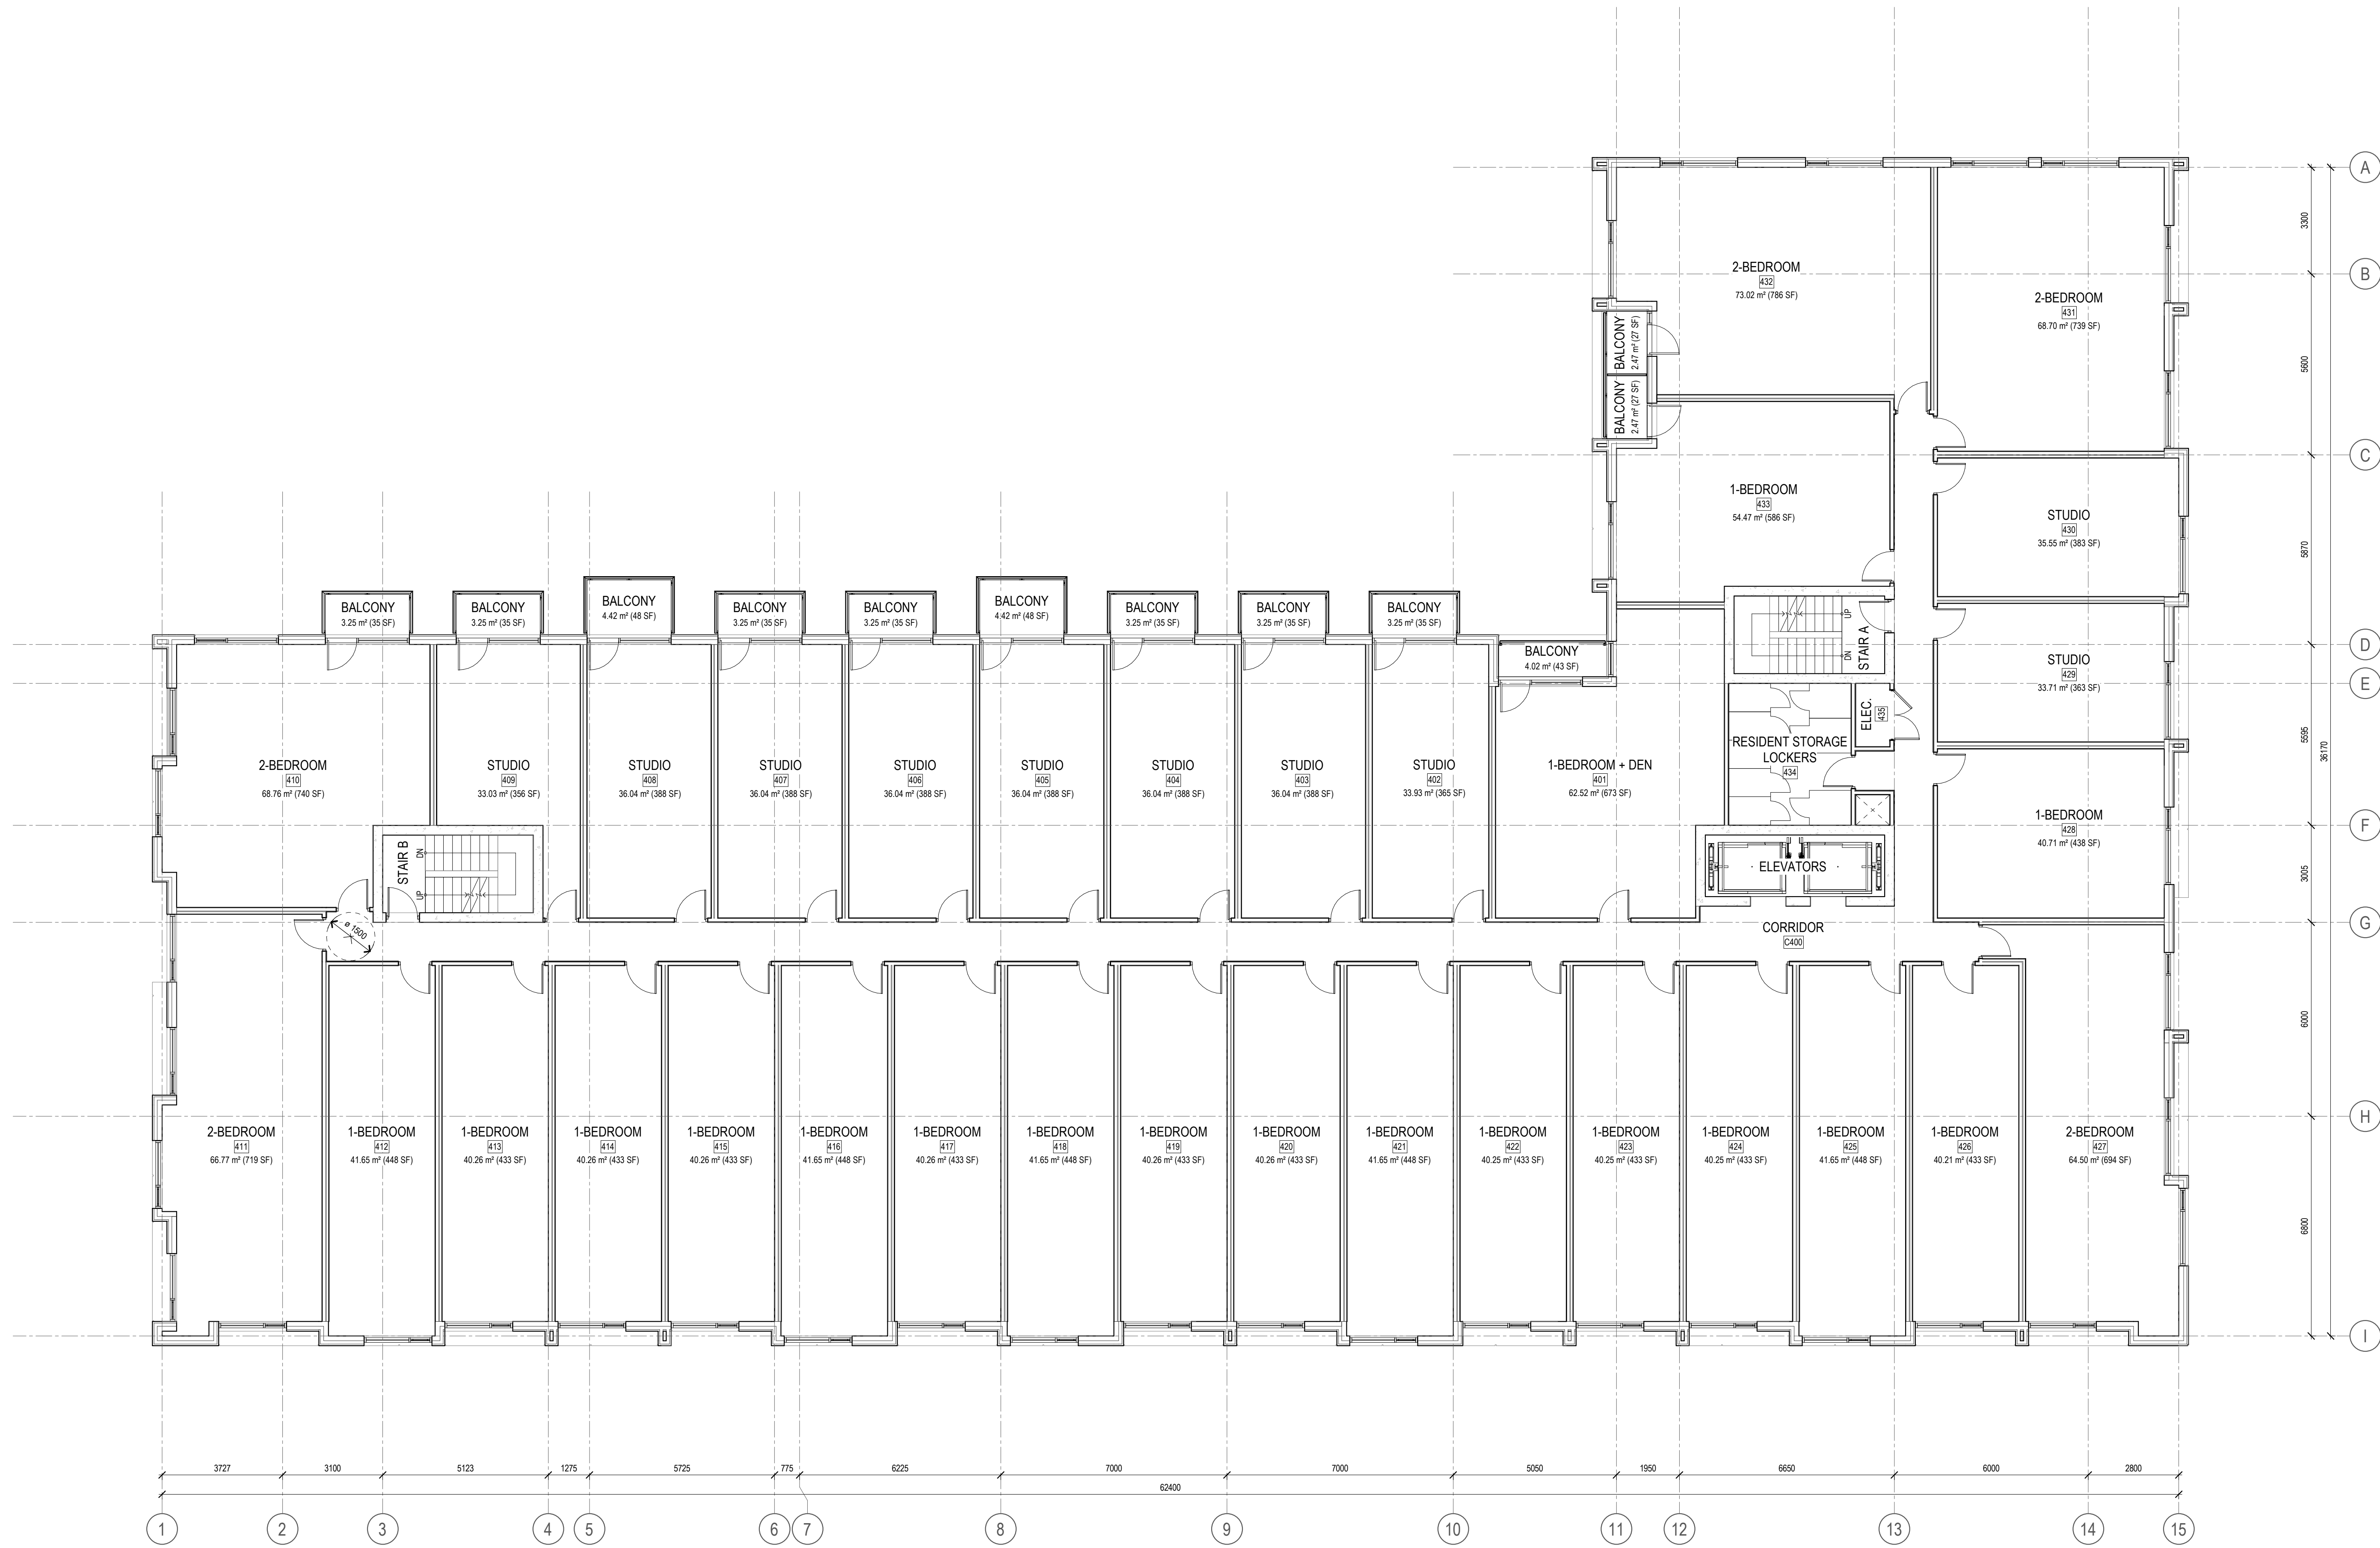 A
3300
B
2-BEDROOM
432
73.02 m² (786 SF)
2-BEDROOM
431
68.70 m² (739 SF)
BALCONY
2.47 m² (27 SF)
BALCONY
2.47 m² (27 SF)
5600
36170
C
1-BEDROOM
433
54.47 m² (586 SF)
STUDIO
430
35.55 m² (383 SF)
5870
BALCONY
3.25 m² (35 SF)
BALCONY
3.25 m² (35 SF)
BALCONY
4.42 m² (48 SF)
BALCONY
3.25 m² (35 SF)
BALCONY
3.25 m² (35 SF)
BALCONY
4.42 m² (48 SF)
BALCONY
3.25 m² (35 SF)
BALCONY
3.25 m² (35 SF)
BALCONY
3.25 m² (35 SF)
BALCONY
4.02 m² (43 SF)
UP
DN
STAIR A
D
STUDIO
429
33.71 m² (363 SF)
E
ELEC.
435
RESIDENT STORAGE
LOCKERS
434
5595
2-BEDROOM
410
68.76 m² (740 SF)
STUDIO
409
33.03 m² (356 SF)
STUDIO
408
36.04 m² (388 SF)
STUDIO
407
36.04 m² (388 SF)
STUDIO
406
36.04 m² (388 SF)
STUDIO
405
36.04 m² (388 SF)
STUDIO
404
36.04 m² (388 SF)
STUDIO
403
36.04 m² (388 SF)
STUDIO
402
33.93 m² (365 SF)
1-BEDROOM + DEN
401
62.52 m² (673 SF)
1-BEDROOM
428
40.71 m² (438 SF)
F
STAIR B
DN
UP
ELEVATORS
3005
ø 1500
CORRIDOR
C400
G
6000
H
2-BEDROOM
411
66.77 m² (719 SF)
1-BEDROOM
412
41.65 m² (448 SF)
1-BEDROOM
413
40.26 m² (433 SF)
1-BEDROOM
414
40.26 m² (433 SF)
1-BEDROOM
415
40.26 m² (433 SF)
1-BEDROOM
416
41.65 m² (448 SF)
1-BEDROOM
417
40.26 m² (433 SF)
1-BEDROOM
418
41.65 m² (448 SF)
1-BEDROOM
419
40.26 m² (433 SF)
1-BEDROOM
420
40.26 m² (433 SF)
1-BEDROOM
421
41.65 m² (448 SF)
1-BEDROOM
422
40.25 m² (433 SF)
1-BEDROOM
423
40.25 m² (433 SF)
1-BEDROOM
424
40.25 m² (433 SF)
1-BEDROOM
425
41.65 m² (448 SF)
1-BEDROOM
426
40.21 m² (433 SF)
2-BEDROOM
427
64.50 m² (694 SF)
6800
I
3727 3100 5123 1275 5725 775 6225 7000 7000 5050 1950 6650 6000 2800
62400
1 2 3 4 5 6 7 8 9 10 11 12 13 14 15